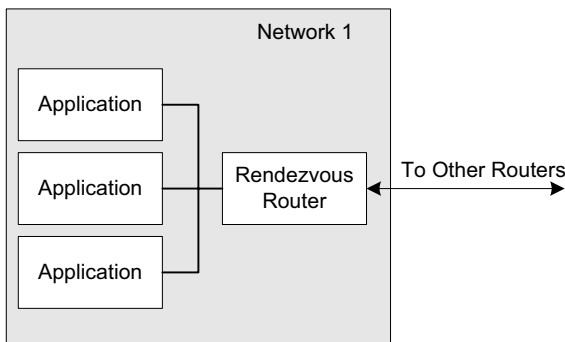 Network 1
Application
Application
Application
Rendezvous
Router
To Other Routers